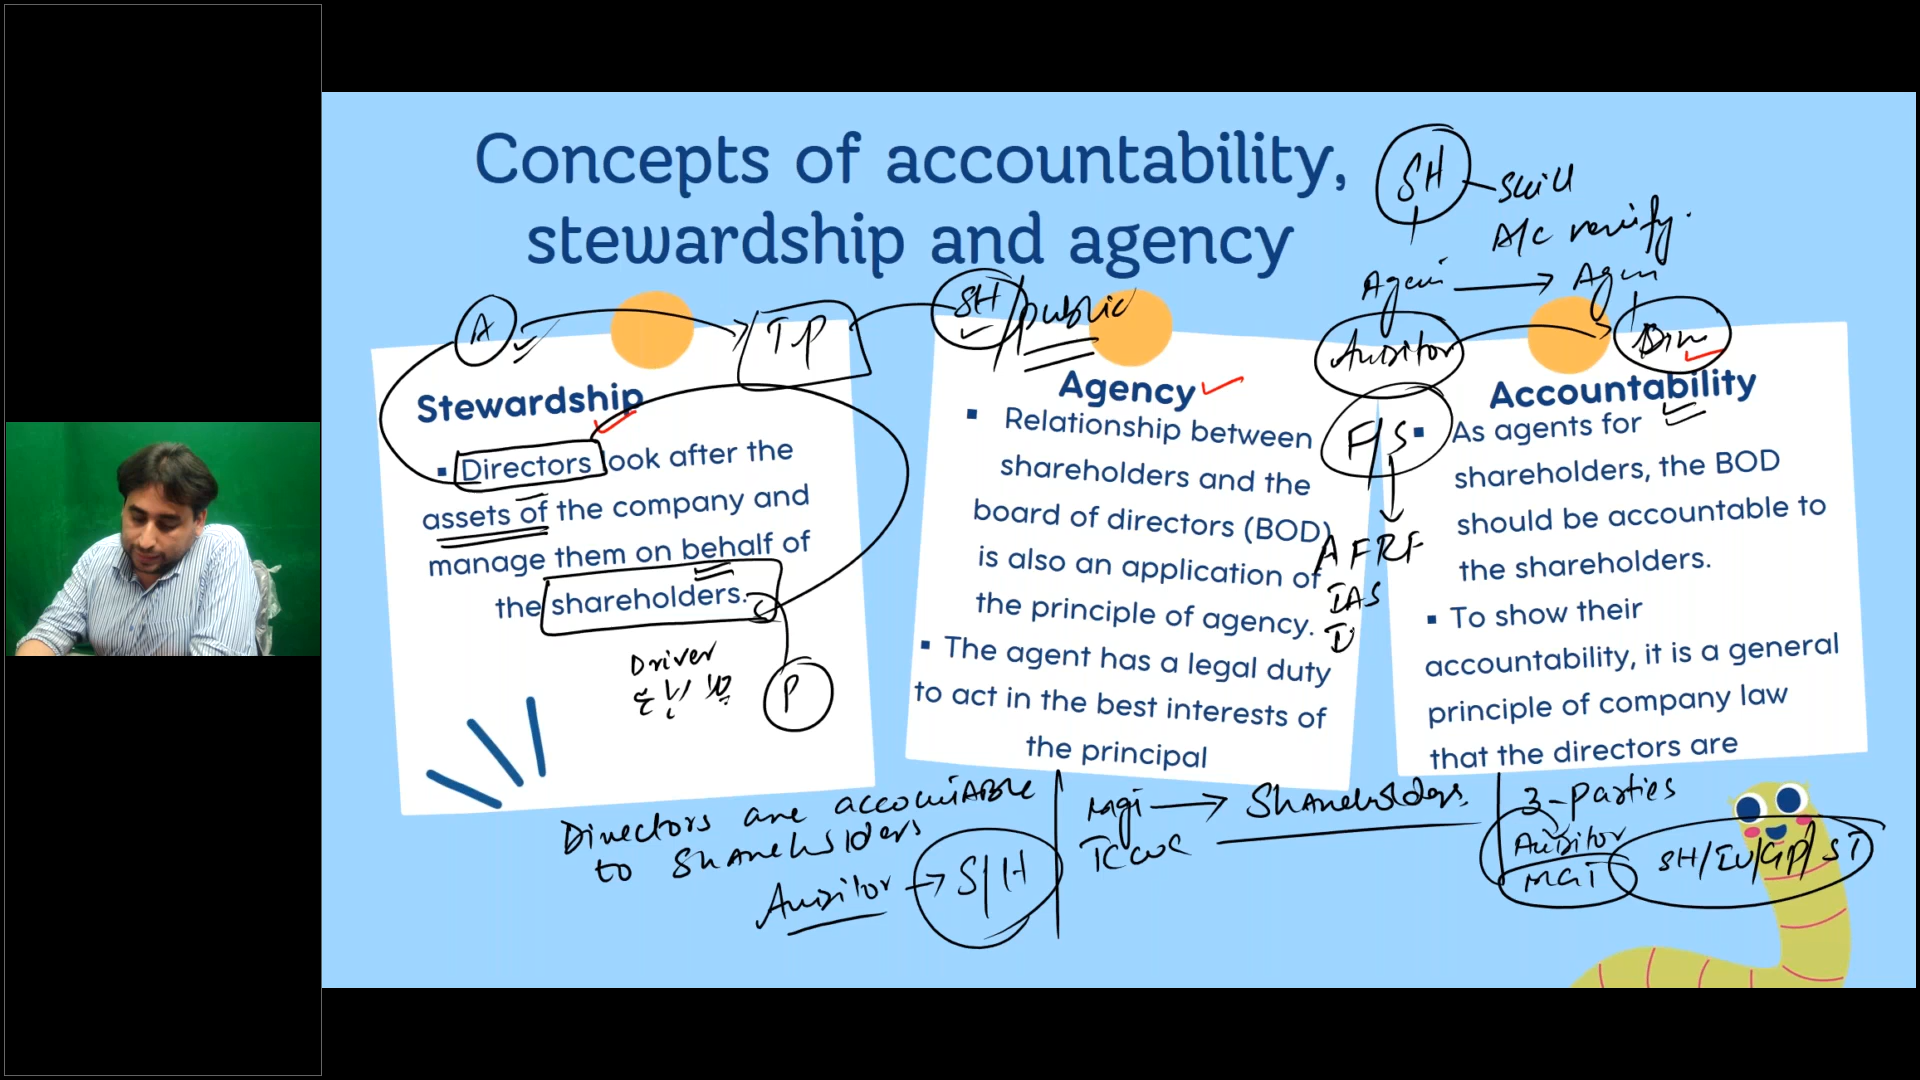 Concepts of accountability,
stewardship and agency
SH
Skill
A/C
Agent
A
TP
SH/public
Auditor
F/S
AFRF
IAS
Stewardship
▪ Directors look after the
assets of the company and
manage them on behalf of
the shareholders.
Driver
P
Agency
▪ Relationship between
shareholders and the
board of directors (BOD)
is also an application of
the principle of agency.
▪ The agent has a legal duty
to act in the best interests of
the principal
Accountability
▪ As agents for
shareholders, the BOD
should be accountable to
the shareholders.
▪ To show their
accountability, it is a general
principle of company law
that the directors are
Directors are accountable
to Shareholders
Auditor → S/H
Mgt → Shareholders.
TCWG
3-Parties
Auditor
MGT